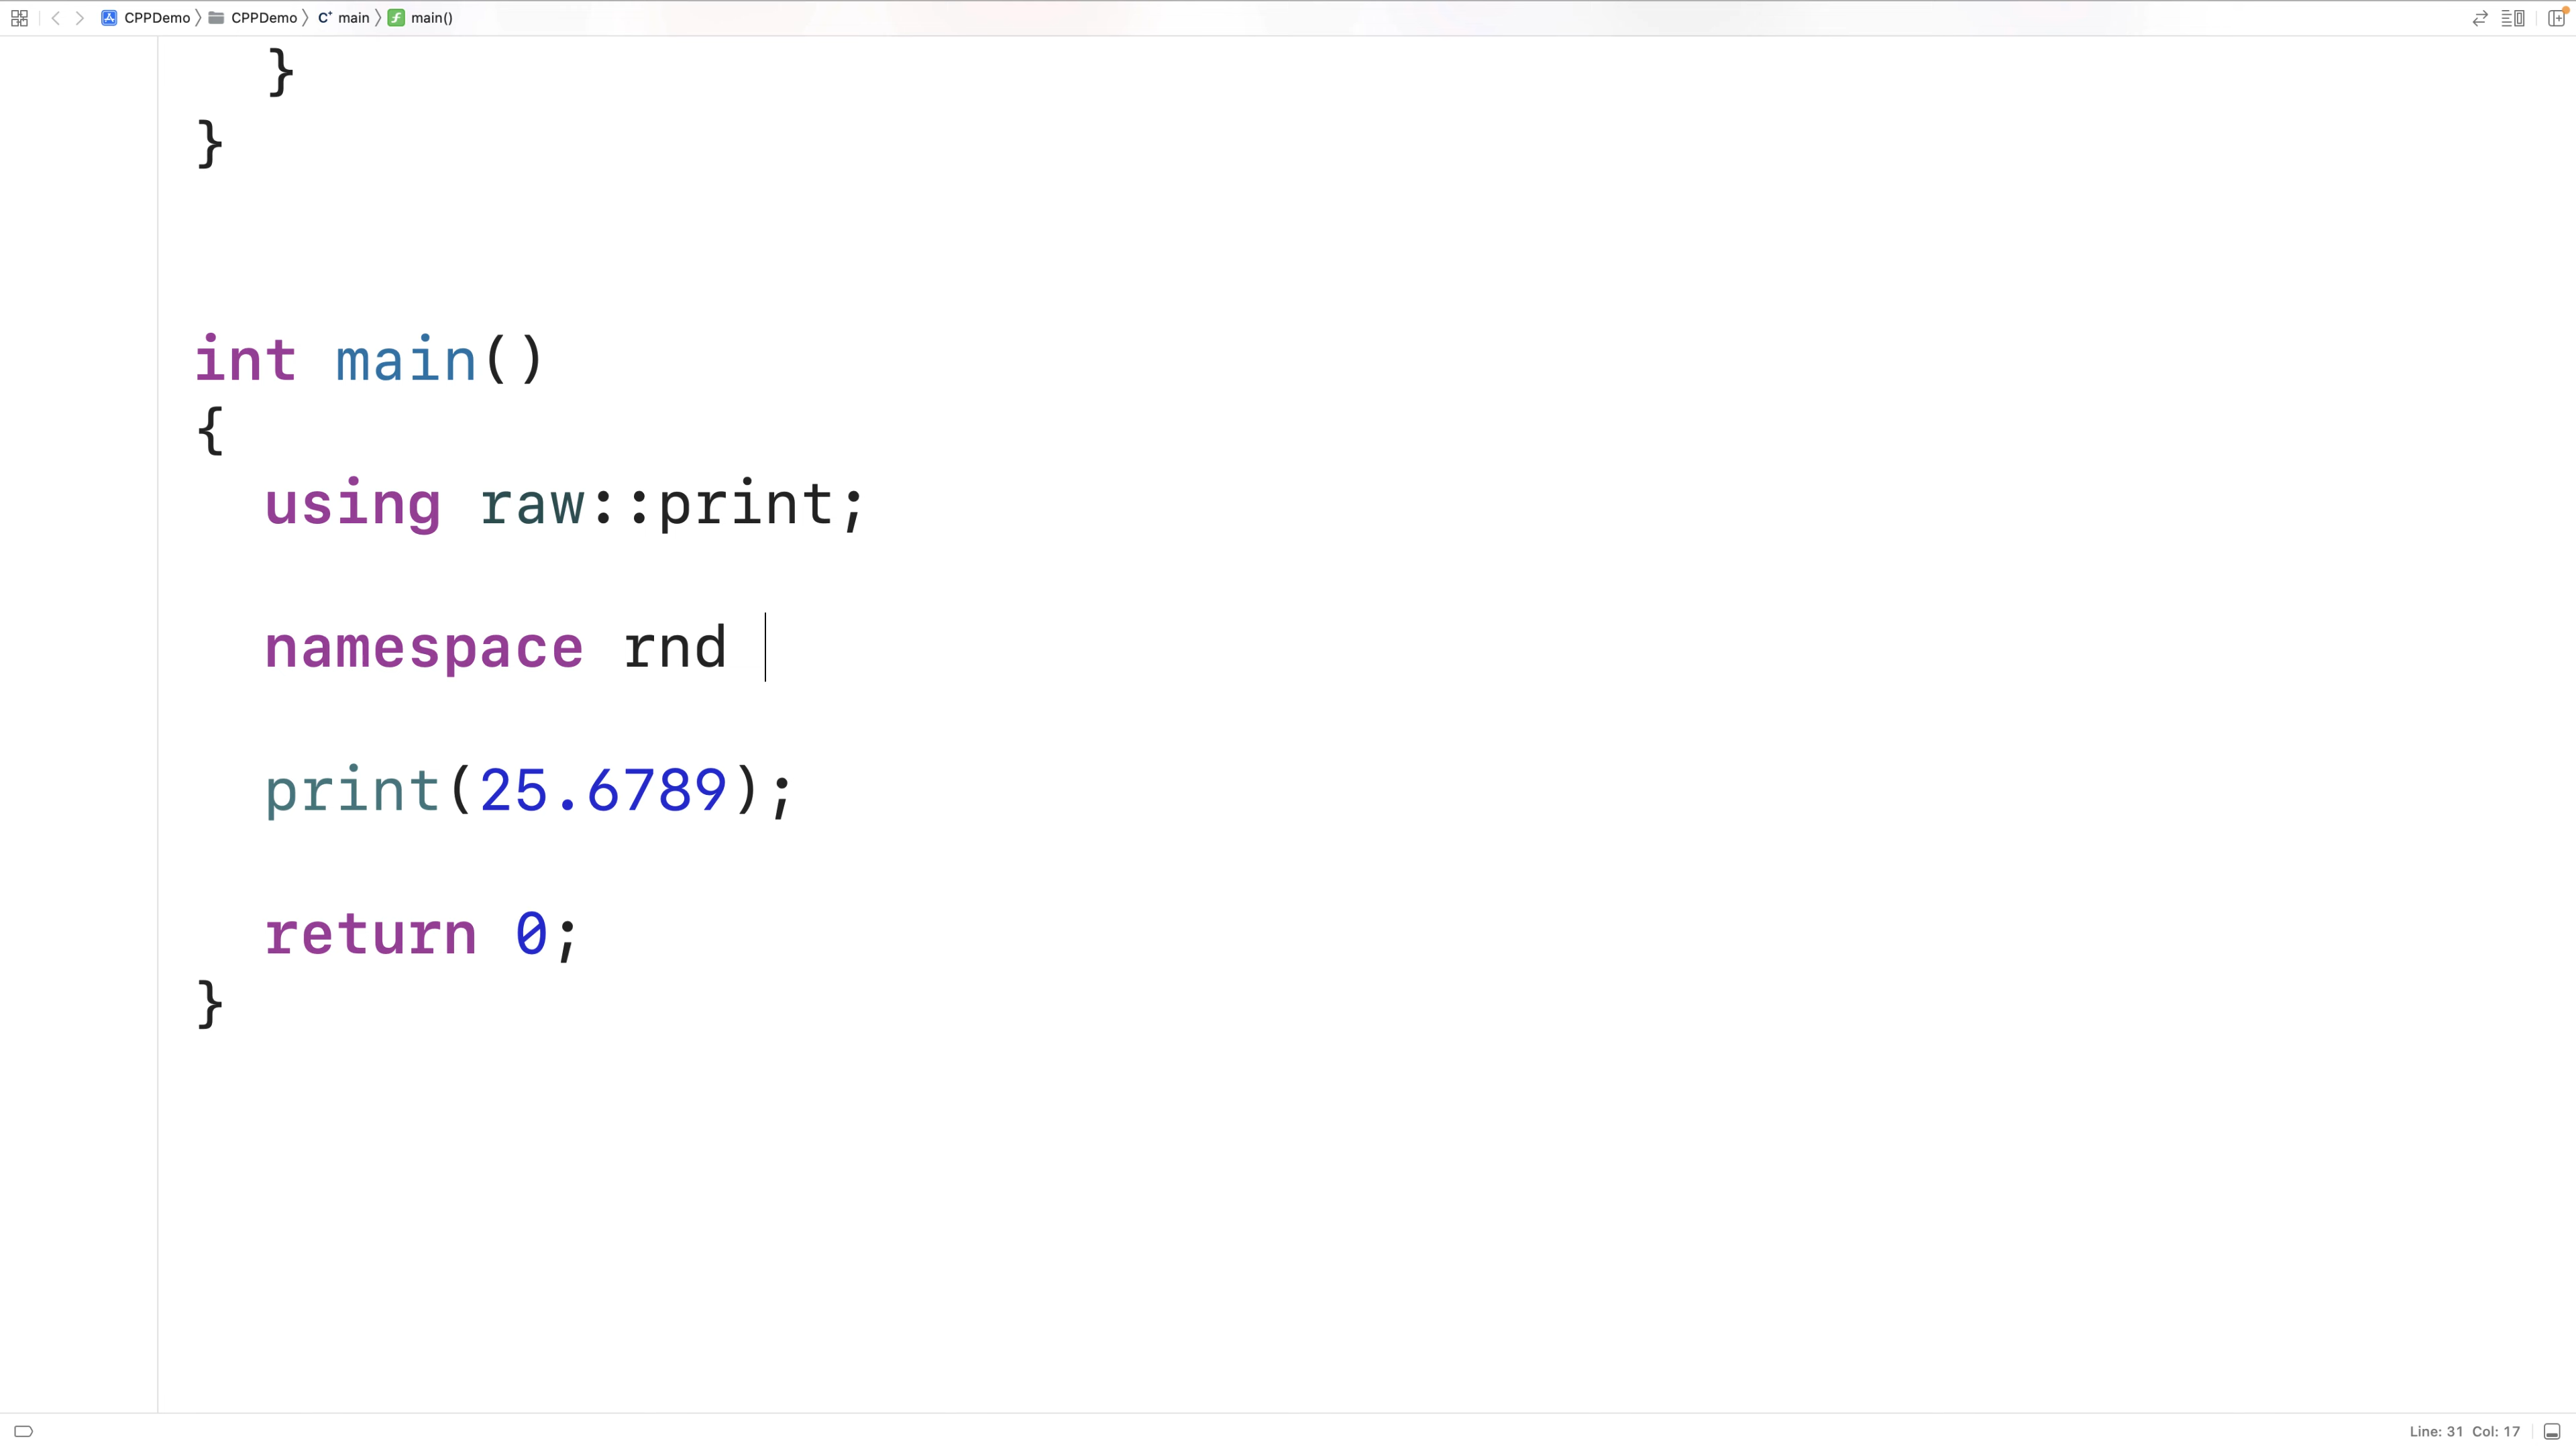 CPPDemo 〉 CPPDemo 〉 C+ main 〉 f main()
}
}
int main()
{
using raw::print;
namespace rnd
print(25.6789);
return 0;
}
Line: 31 Col: 17